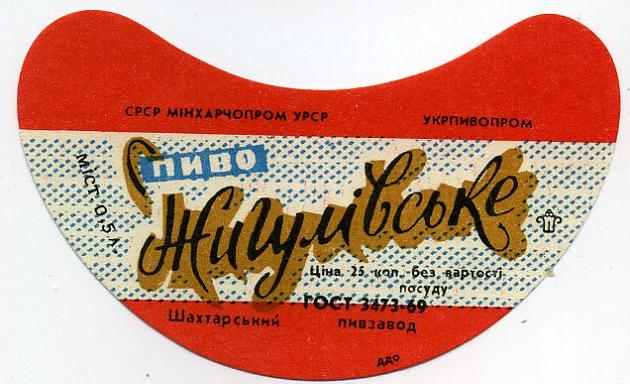 СРСР МІНХАРЧОПРОМ УРСР УКРПИВОПРОМ
МІСТ 0,5 л
ПИВО
Жигулівське
Ціна 25 коп. без вартості
посуду
ГОСТ 3473-69
Шахтарський пивзавод
ДДО